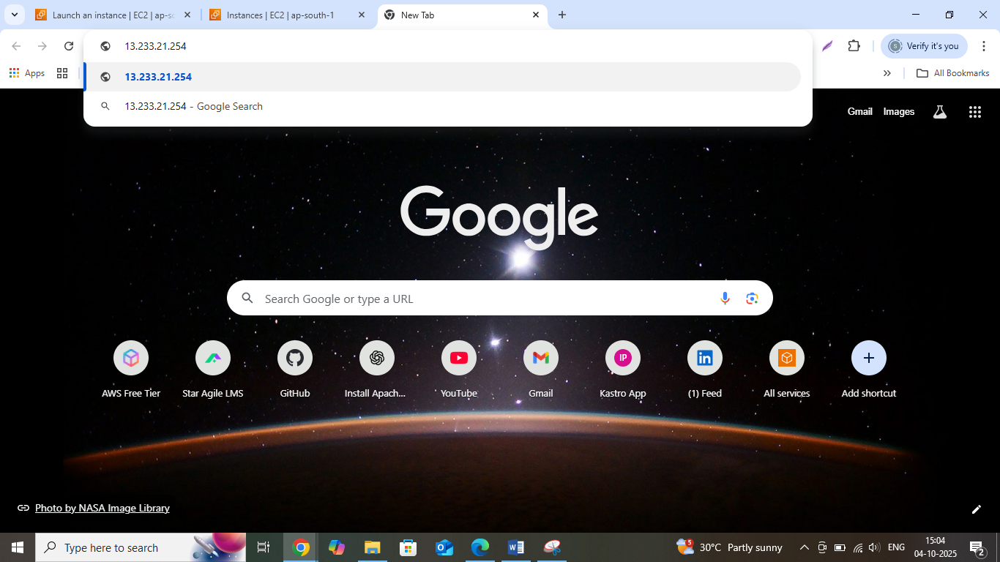 Launch an instance | EC2 | ap-so
Instances | EC2 | ap-south-1
New Tab
13.233.21.254
Verify it's you
S
Apps
All Bookmarks
13.233.21.254
13.233.21.254 - Google Search
Gmail
Images
Google
Search Google or type a URL
IP
in
AWS Free Tier
Star Agile LMS
GitHub
Install Apach...
YouTube
Gmail
Kastro App
(1) Feed
All services
Add shortcut
Photo by NASA Image Library
Type here to search
5
30°C Partly sunny
ENG
15:04
04-10-2025
2